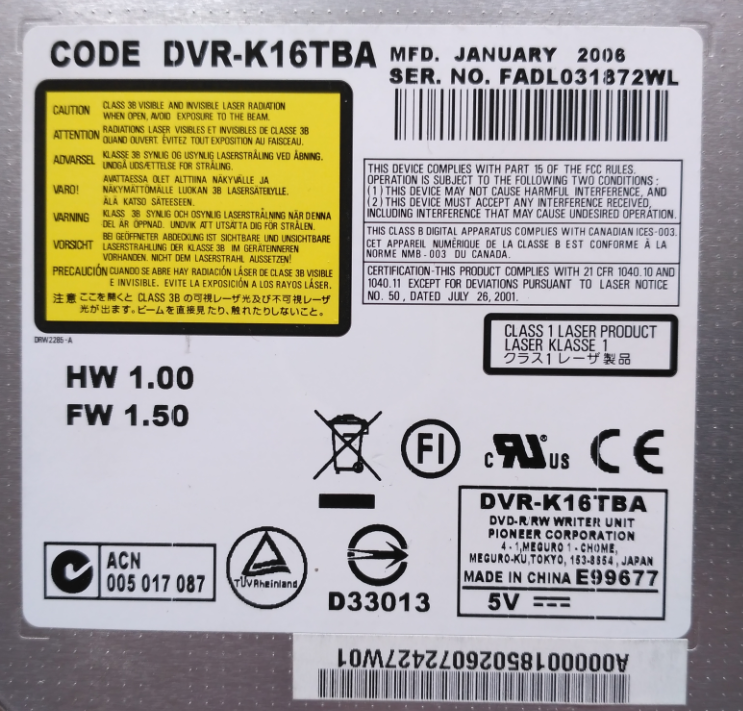 CODE DVR-K16TBA
MFD. JANUARY 2006
SER. NO. FADL031872WL
CAUTION CLASS 3B VISIBLE AND INVISIBLE LASER RADIATION
WHEN OPEN, AVOID EXPOSURE TO THE BEAM.
ATTENTION RADIATIONS LASER VISIBLES ET INVISIBLES DE CLASSE 3B
QUAND OUVERT. EVITEZ TOUT EXPOSITION AU FAISCEAU.
ADVARSEL KLASSE 3B SYNLIG OG USYNLIG LASERSTRÅLING VED ÅBNING.
UNDGÅ UDSÆTTELSE FOR STRÅLING.
VARO! AVATTAESSA OLET ALTTIINA NÄKYVÄLLE JA
NÄKYMÄTTÖMÄLLE LUOKAN 3B LASERSÄTEILYLLE.
ÄLÄ KATSO SÄTEESEEN.
VARNING KLASS 3B SYNLIG OCH OSYNLIG LASERSTRÅLNING NÄR DENNA
DEL ÄR ÖPPNAD. UNDVIK ATT UTSÄTTA DIG FÖR STRÅLEN.
VORSICHT BEI GEÖFFNETER ABDECKUNG IST SICHTBARE UND UNSICHTBARE
LASERSTRAHLUNG DER KLASSE 3B IM GERÄTEINNEREN
VORHANDEN. NICHT DEM LASERSTRAHL AUSSETZEN!
PRECAUCIÓN CUANDO SE ABRE HAY RADIACIÓN LÁSER DE CLASE 3B VISIBLE
E INVISIBLE. EVITE LA EXPOSICIÓN A LOS RAYOS LÁSER.
注意 ここを開くと CLASS 3B の可視レーザ光及び不可視レーザ
光が出ます。ビームを直接見たり、触れたりしないこと。
DRW2285-A
THIS DEVICE COMPLIES WITH PART 15 OF THE FCC RULES.
OPERATION IS SUBJECT TO THE FOLLOWING TWO CONDITIONS :
(1) THIS DEVICE MAY NOT CAUSE HARMFUL INTERFERENCE, AND
(2) THIS DEVICE MUST ACCEPT ANY INTERFERENCE RECEIVED,
INCLUDING INTERFERENCE THAT MAY CAUSE UNDESIRED OPERATION.
THIS CLASS B DIGITAL APPARATUS COMPLIES WITH CANADIAN ICES-003.
CET APPAREIL NUMÉRIQUE DE LA CLASSE B EST CONFORME À LA
NORME NMB-003 DU CANADA.
CERTIFICATION-THIS PRODUCT COMPLIES WITH 21 CFR 1040.10 AND
1040.11 EXCEPT FOR DEVIATIONS PURSUANT TO LASER NOTICE
NO. 50, DATED JULY 26, 2001.
CLASS 1 LASER PRODUCT
LASER KLASSE 1
クラス1 レーザ製品
HW 1.00
FW 1.50
FI
c RU us CE
ACN
005 017 087
TÜVRheinland
D33013
DVR-K16TBA
DVD-R/RW WRITER UNIT
PIONEER CORPORATION
4-1, MEGURO 1-CHOME,
MEGURO-KU, TOKYO, 153-8654, JAPAN
MADE IN CHINA E99677
5V
A00000185026072427W01